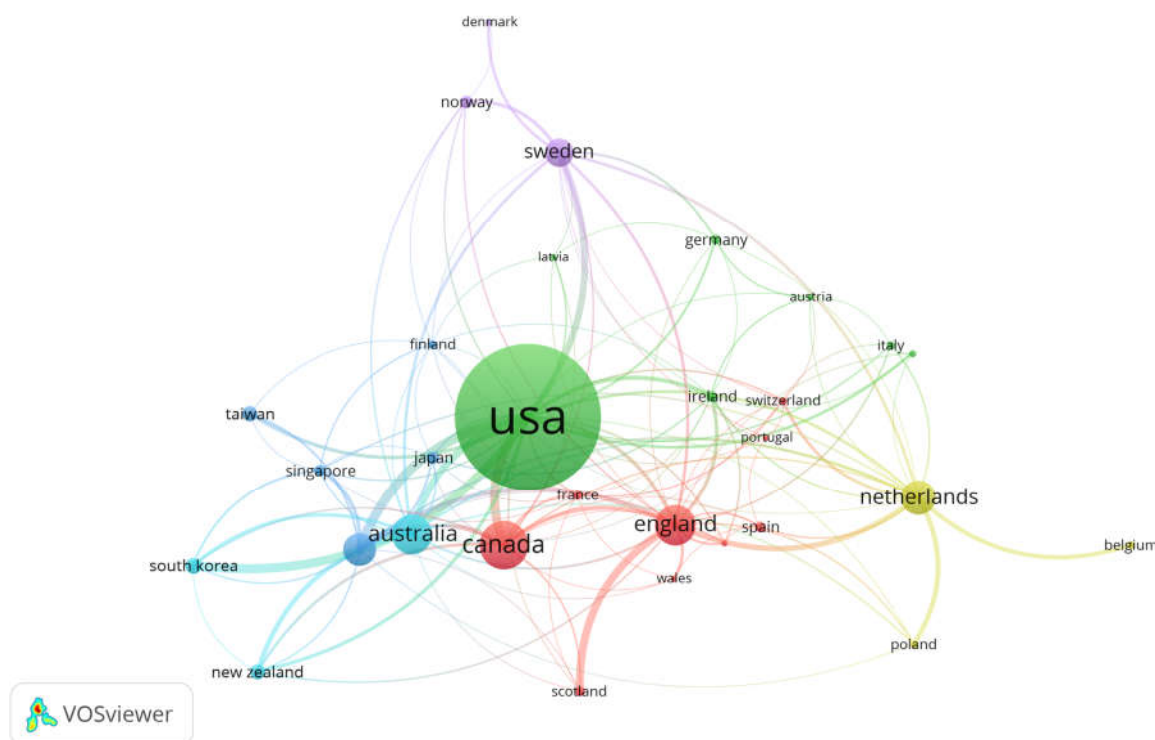 denmark
norway
sweden
germany
latvia
austria
finland
italy
usa
ireland
switzerland
taiwan
portugal
japan
singapore
france
netherlands
england
spain
australia
canada
belgium
south korea
wales
poland
new zealand
scotland
VOSviewer